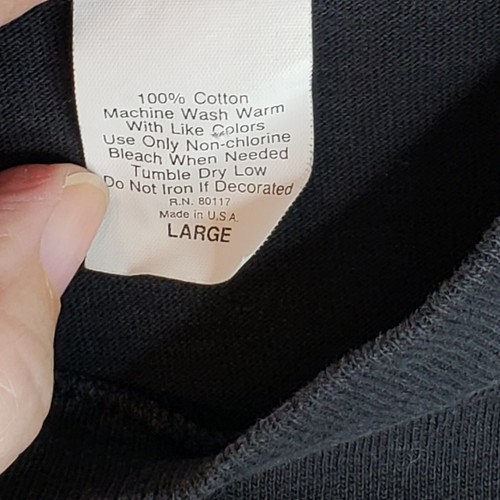 100% Cotton
Machine Wash Warm
With Like Colors
Use Only Non-chlorine
Bleach When Needed
Tumble Dry Low
Do Not Iron If Decorated
R.N. 80117
Made in U.S.A.
LARGE